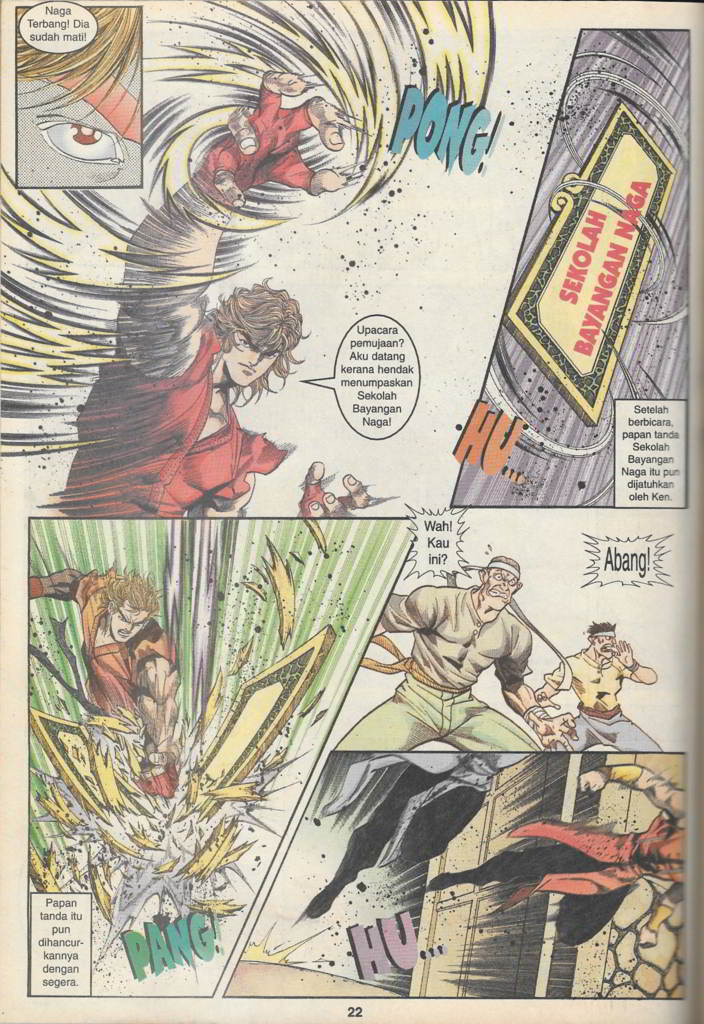 Naga
Terbang! Dia
sudah mati!
PONG!
SEKOLAH
BAYANGAN NAGA
Upacara
pemujaan?
Aku datang
kerana hendak
menumpaskan
Sekolah
Bayangan
Naga!
HU...
Setelah
berbicara,
papan tanda
Sekolah
Bayangan
Naga itu pun
dijatuhkan
oleh Ken.
Wah!
Kau
ini?
Abang!
Papan
tanda itu
pun
dihancur-
kannya
dengan
segera.
PANG!
HU...
22